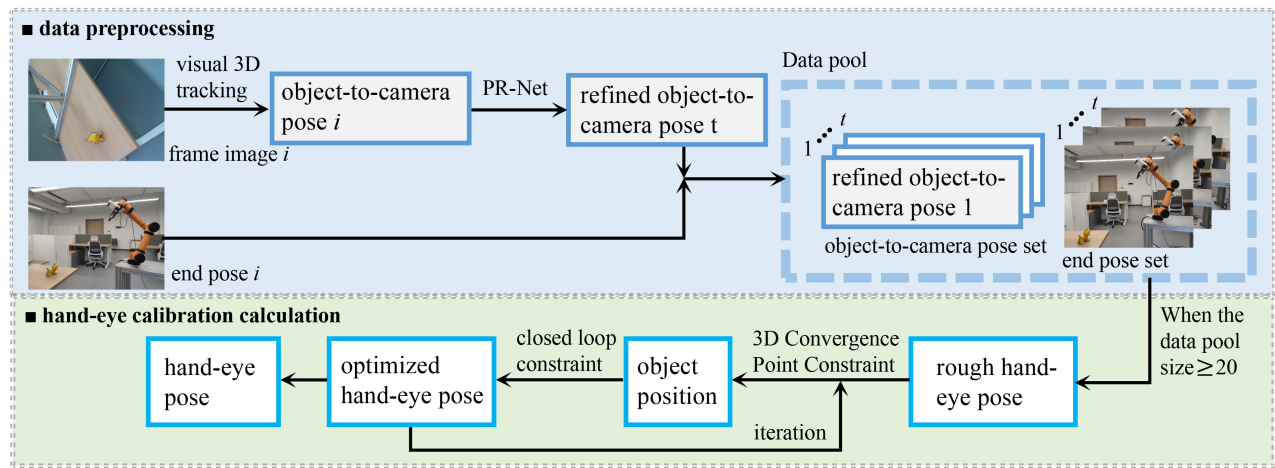 ■ data preprocessing
visual 3D
tracking
frame image i
object-to-camera
pose i
PR-Net
refined object-to-
camera pose t
end pose i
Data pool
1 ••• t
refined object-to-
camera pose 1
object-to-camera pose set
1 ••• t
end pose set
■ hand-eye calibration calculation
When the
data pool
size≥20
rough hand-
eye pose
3D Convergence
Point Constraint
object
position
closed loop
constraint
optimized
hand-eye pose
hand-eye
pose
iteration